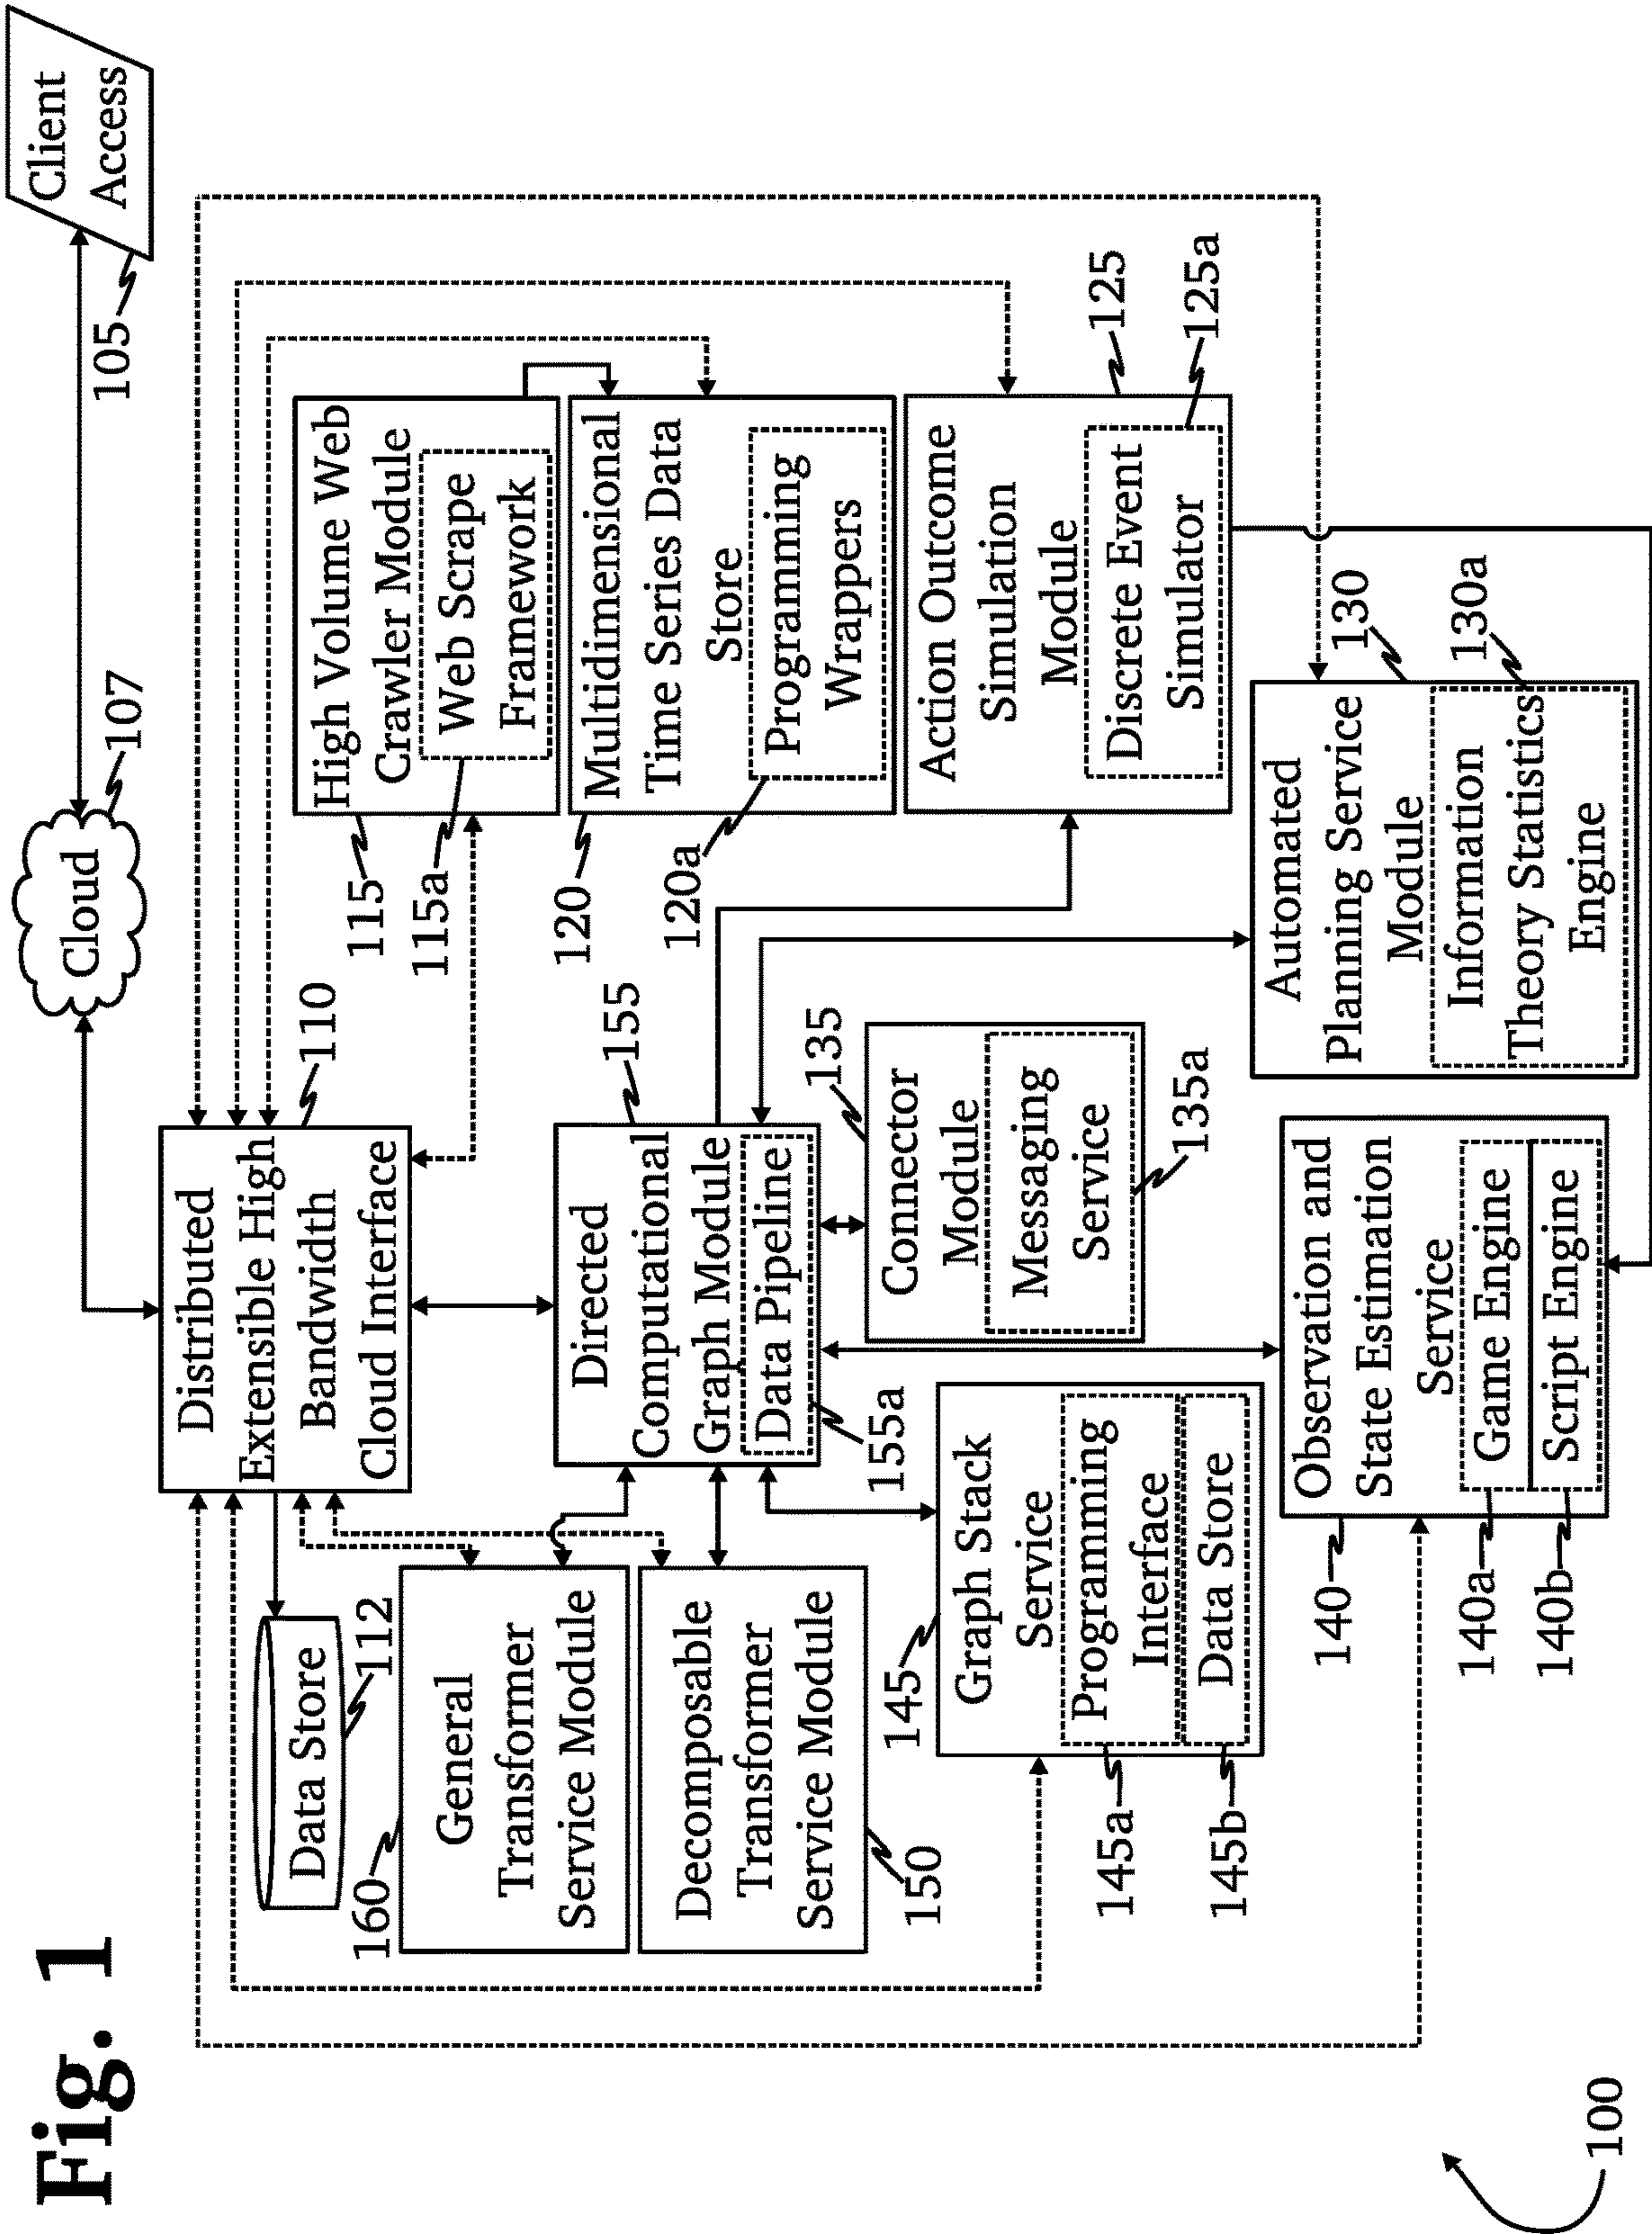 Fig. 1
Client
Access
105
Cloud
107
Distributed
Extensible High
Bandwidth
Cloud Interface
110
Data Store
112
High Volume Web
Crawler Module
Web Scrape
Framework
115
115a
Multidimensional
Time Series Data
Store
Programming
Wrappers
120
120a
General
Transformer
Service Module
160
Decomposable
Transformer
Service Module
150
Directed
Computational
Graph Module
Data Pipeline
155
155a
Action Outcome
Simulation
Module
Discrete Event
Simulator
125
125a
Connector
Module
Messaging
Service
135
135a
Graph Stack
Service
Programming
Interface
Data Store
145
145a
145b
Automated
Planning Service
Module
Information
Theory Statistics
Engine
130
130a
Observation and
State Estimation
Service
Game Engine
Script Engine
140
140a
140b
100